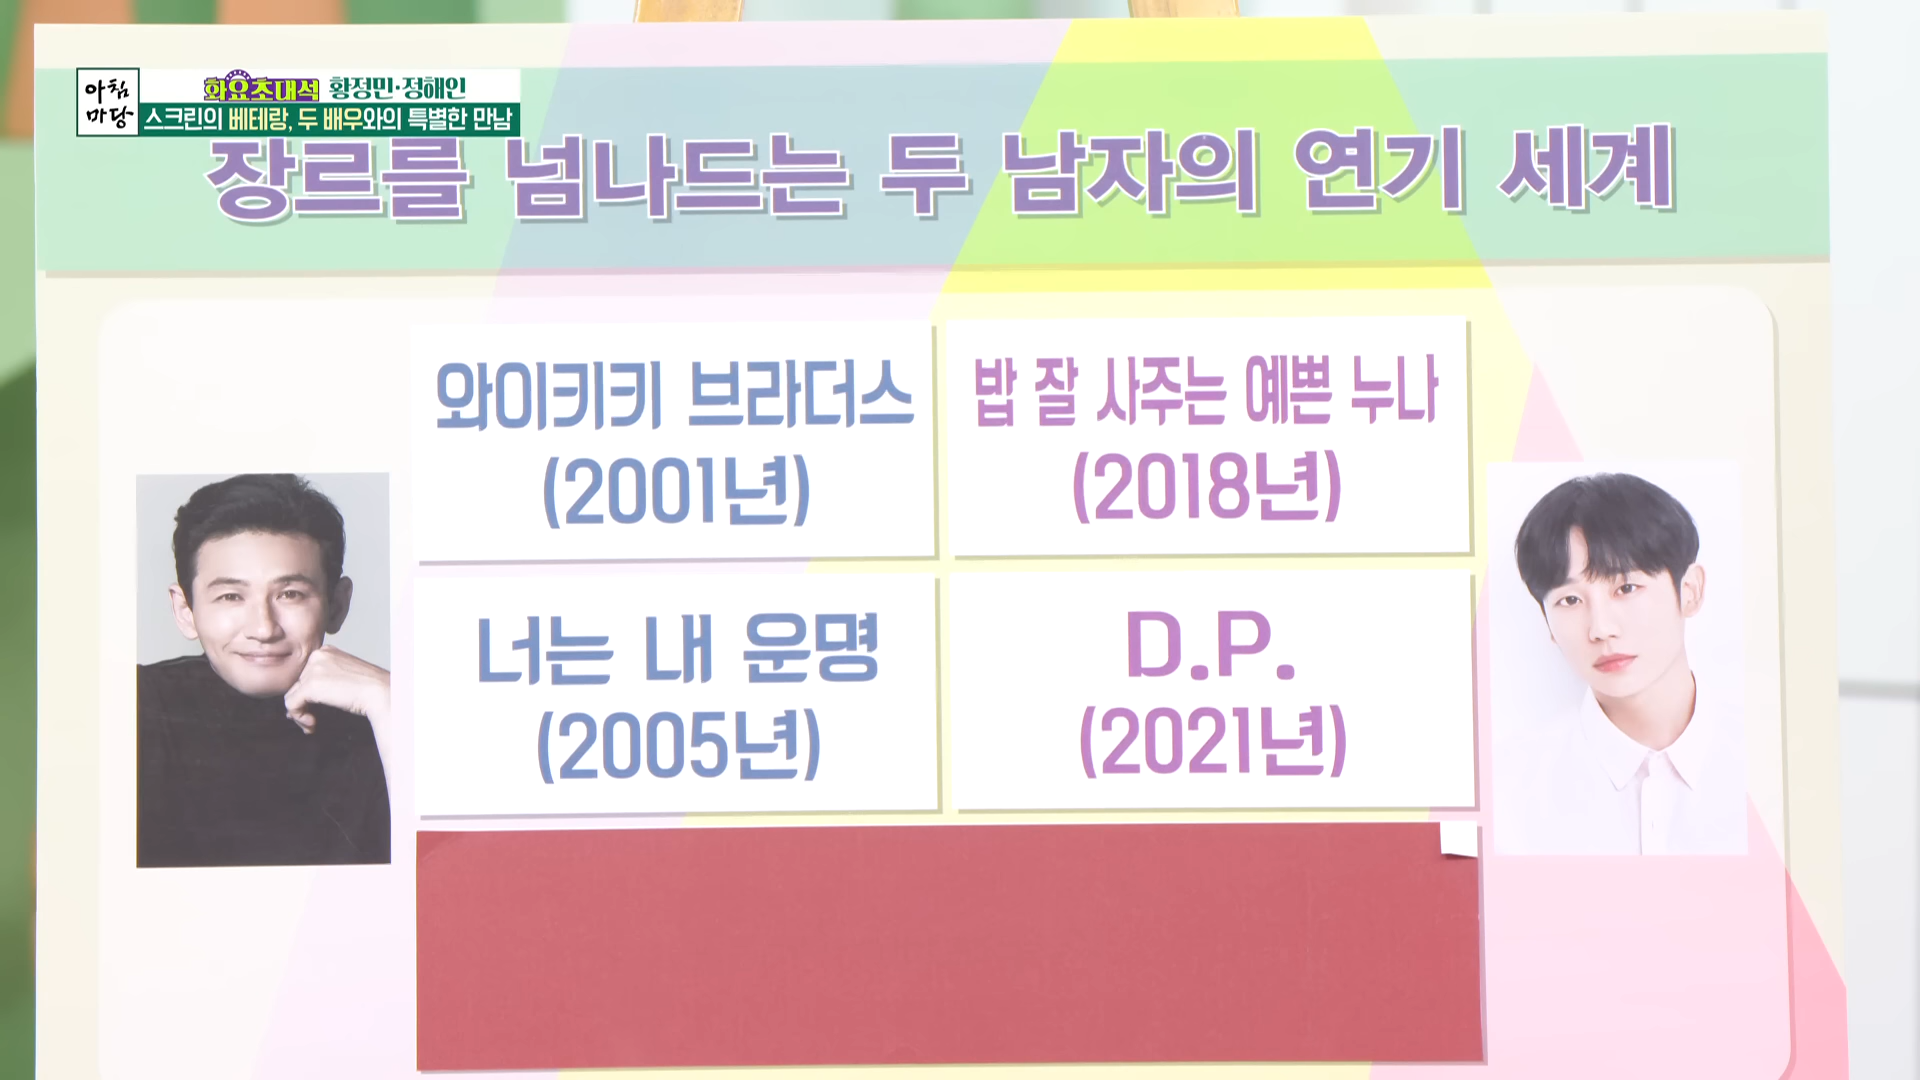 아침
마당
화요초대석 황정민·정해인
스크린의 베테랑, 두 배우와의 특별한 만남
장르를 넘나드는 두 남자의 연기 세계
와이키키 브라더스
(2001년)
밥 잘 사주는 예쁜 누나
(2018년)
너는 내 운명
(2005년)
D.P.
(2021년)